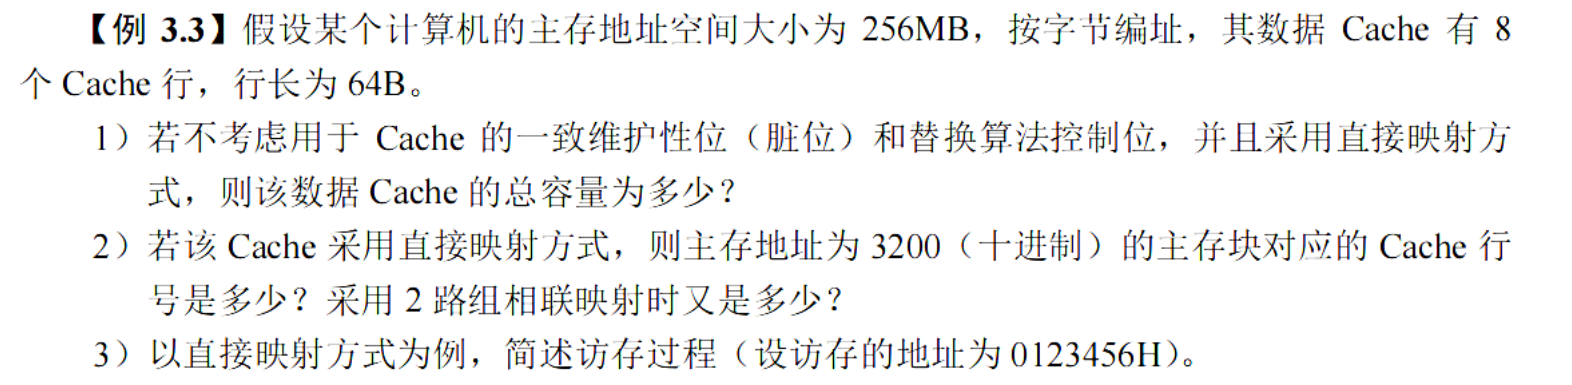 【例 3.3】假设某个计算机的主存地址空间大小为 256MB，按字节编址，其数据 Cache 有 8
个 Cache 行，行长为 64B。
1）若不考虑用于 Cache 的一致维护性位（脏位）和替换算法控制位，并且采用直接映射方
式，则该数据 Cache 的总容量为多少？
2）若该 Cache 采用直接映射方式，则主存地址为 3200（十进制）的主存块对应的 Cache 行
号是多少？采用 2 路组相联映射时又是多少？
3）以直接映射方式为例，简述访存过程（设访存的地址为 0123456H）。